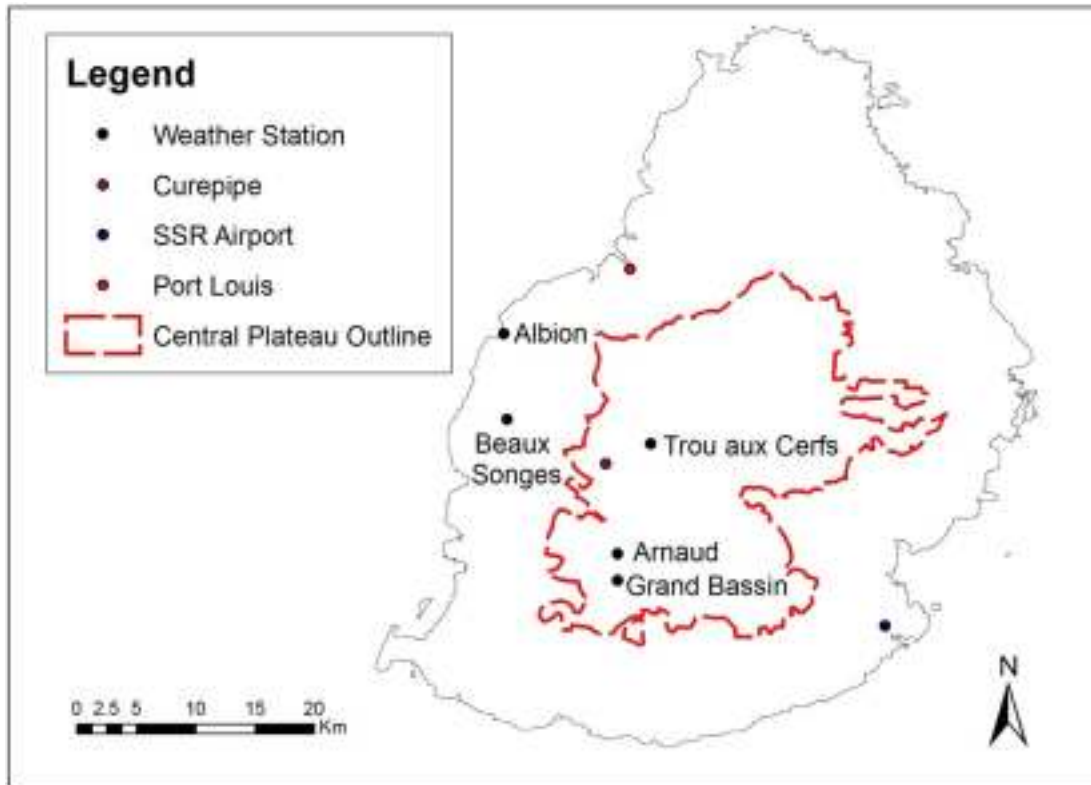 Legend
Weather Station
Curepipe
SSR Airport
Port Louis
Central Plateau Outline
Albion
Beaux
Songes
Trou aux Cerfs
Arnaud
Grand Bassin
N
0 2.5 5 10 15 20
Km